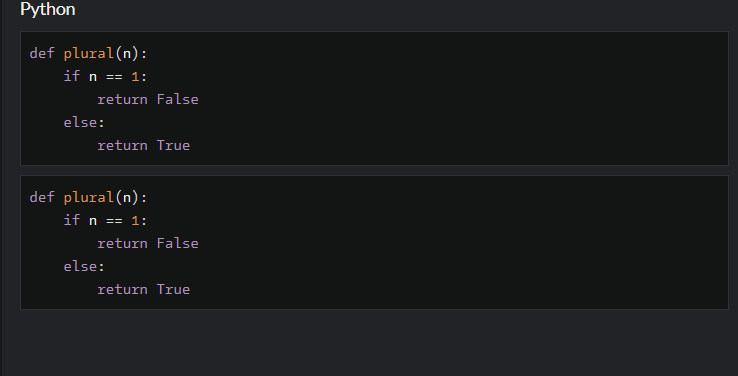 Python
def plural(n):
    if n == 1:
        return False
    else:
        return True
def plural(n):
    if n == 1:
        return False
    else:
        return True